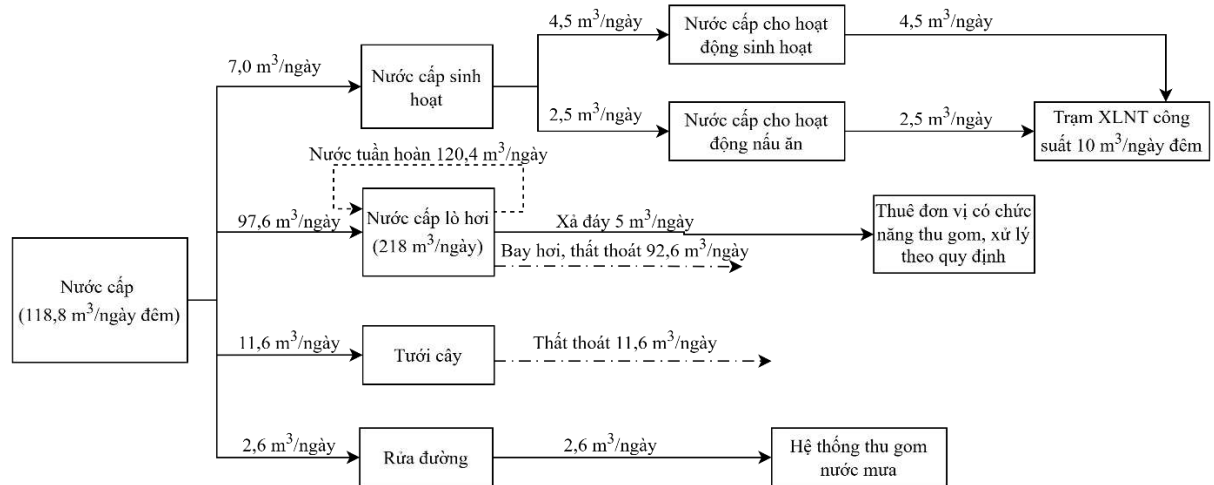 Nước cấp
(118,8 m³/ngày đêm)
7,0 m³/ngày
Nước cấp sinh
hoạt
4,5 m³/ngày
Nước cấp cho hoạt
động sinh hoạt
4,5 m³/ngày
2,5 m³/ngày
Nước cấp cho hoạt
động nấu ăn
2,5 m³/ngày
Trạm XLNT công
suất 10 m³/ngày đêm
Nước tuần hoàn 120,4 m³/ngày
97,6 m³/ngày
Nước cấp lò hơi
(218 m³/ngày)
Xả đáy 5 m³/ngày
Bay hơi, thất thoát 92,6 m³/ngày
Thuê đơn vị có chức
năng thu gom, xử lý
theo quy định
11,6 m³/ngày
Tưới cây
Thất thoát 11,6 m³/ngày
2,6 m³/ngày
Rửa đường
2,6 m³/ngày
Hệ thống thu gom
nước mưa